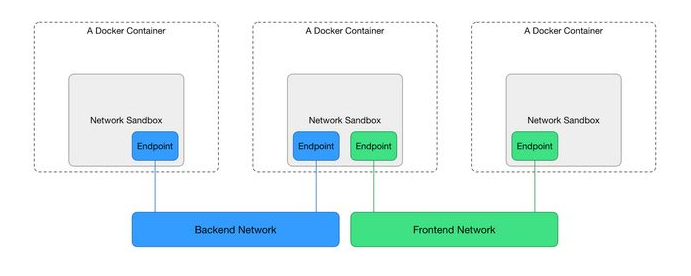 A Docker Container
A Docker Container
A Docker Container
Network Sandbox
Network Sandbox
Network Sandbox
Endpoint
Endpoint
Endpoint
Endpoint
Backend Network
Frontend Network